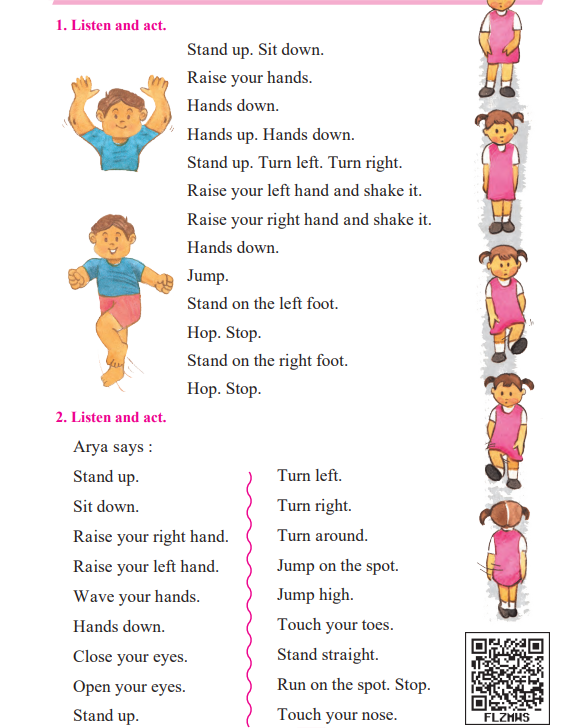 1. Listen and act.
Stand up. Sit down.
Raise your hands.
Hands down.
Hands up. Hands down.
Stand up. Turn left. Turn right.
Raise your left hand and shake it.
Raise your right hand and shake it.
Hands down.
Jump.
Stand on the left foot.
Hop. Stop.
Stand on the right foot.
Hop. Stop.
2. Listen and act.
Arya says :
Stand up.
Sit down.
Raise your right hand.
Raise your left hand.
Wave your hands.
Hands down.
Close your eyes.
Open your eyes.
Stand up.
Turn left.
Turn right.
Turn around.
Jump on the spot.
Jump high.
Touch your toes.
Stand straight.
Run on the spot. Stop.
Touch your nose.
FLZMWS